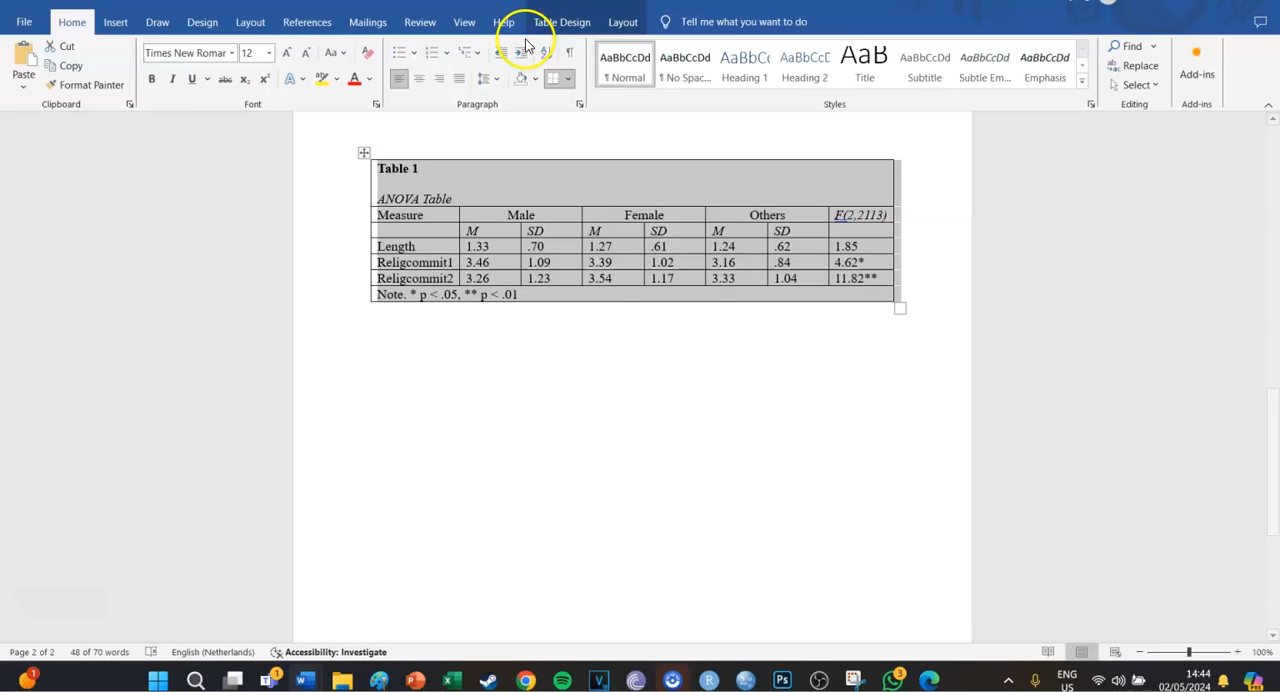 File Home Insert Draw Design Layout References Mailings Review View Help Table Design Layout Tell me what you want to do
Paste
Cut
Copy
Format Painter
Clipboard
Times New Romar 12 Aa
B I U abc x₂ x² A A
Font
Paragraph
AaBbCcDd AaBbCcDd AaBbCc AaBbCcD AaB AaBbCcDd AaBbCcDd AaBbCcDd
¶ Normal ¶ No Spac... Heading 1 Heading 2 Title Subtitle Subtle Em... Emphasis
Styles
Find
Replace
Select
Editing
Add-ins
Add-ins
Table 1
ANOVA Table
Measure Male Female Others F(2,2113)
M SD M SD M SD
Length 1.33 .70 1.27 .61 1.24 .62 1.85
Religcommit1 3.46 1.09 3.39 1.02 3.16 .84 4.62*
Religcommit2 3.26 1.23 3.54 1.17 3.33 1.04 11.82**
Note. * p < .05, ** p < .01
Page 2 of 2 48 of 70 words English (Netherlands) Accessibility: Investigate 100%
ENG
US
14:44
02/05/2024